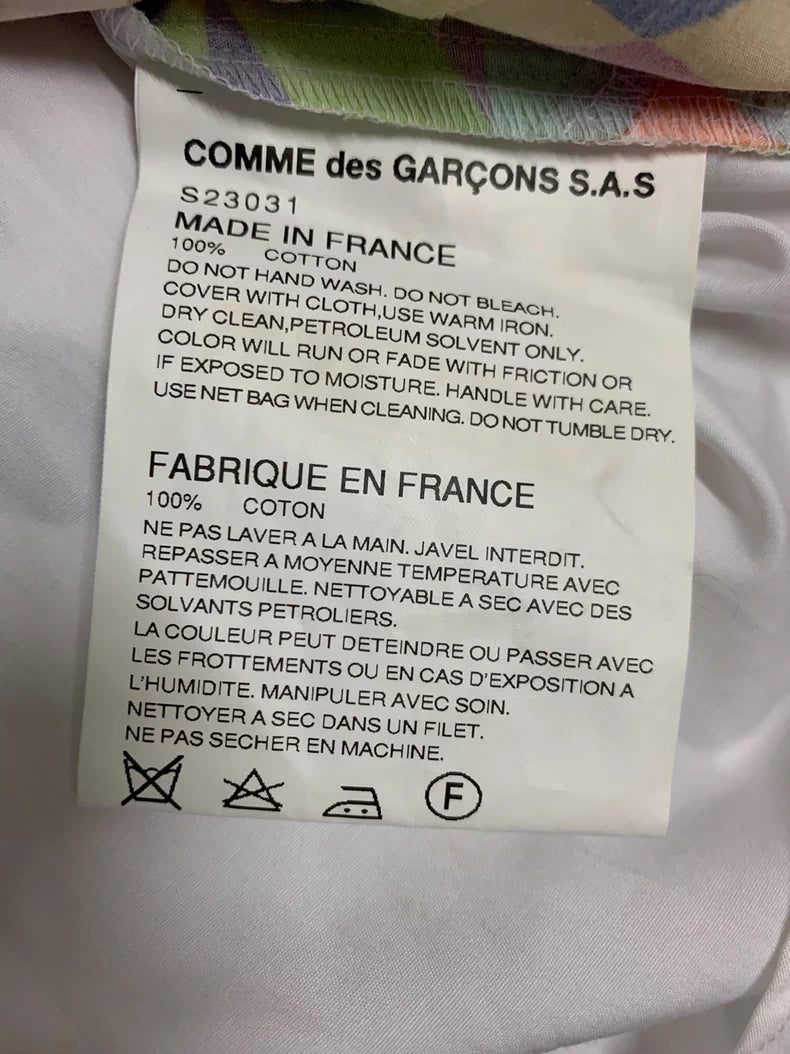 COMME des GARÇONS S.A.S
S23031
MADE IN FRANCE
100% COTTON
DO NOT HAND WASH. DO NOT BLEACH.
COVER WITH CLOTH,USE WARM IRON.
DRY CLEAN,PETROLEUM SOLVENT ONLY.
COLOR WILL RUN OR FADE WITH FRICTION OR
IF EXPOSED TO MOISTURE. HANDLE WITH CARE.
USE NET BAG WHEN CLEANING. DO NOT TUMBLE DRY.
FABRIQUE EN FRANCE
100% COTON
NE PAS LAVER A LA MAIN. JAVEL INTERDIT.
REPASSER A MOYENNE TEMPERATURE AVEC
PATTEMOUILLE. NETTOYABLE A SEC AVEC DES
SOLVANTS PETROLIERS.
LA COULEUR PEUT DETEINDRE OU PASSER AVEC
LES FROTTEMENTS OU EN CAS D'EXPOSITION A
L'HUMIDITE. MANIPULER AVEC SOIN.
NETTOYER A SEC DANS UN FILET.
NE PAS SECHER EN MACHINE.
F